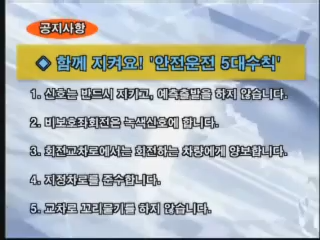 공지사항
◆ 함께 지켜요! '안전운전 5대수칙'
1. 신호는 반드시 지키고, 예측출발을 하지 않습니다.
2. 비보호좌회전은 녹색신호에 합니다.
3. 회전교차로에서는 회전하는 차량에게 양보합니다.
4. 지정차로를 준수합니다.
5. 교차로 꼬리물기를 하지 않습니다.